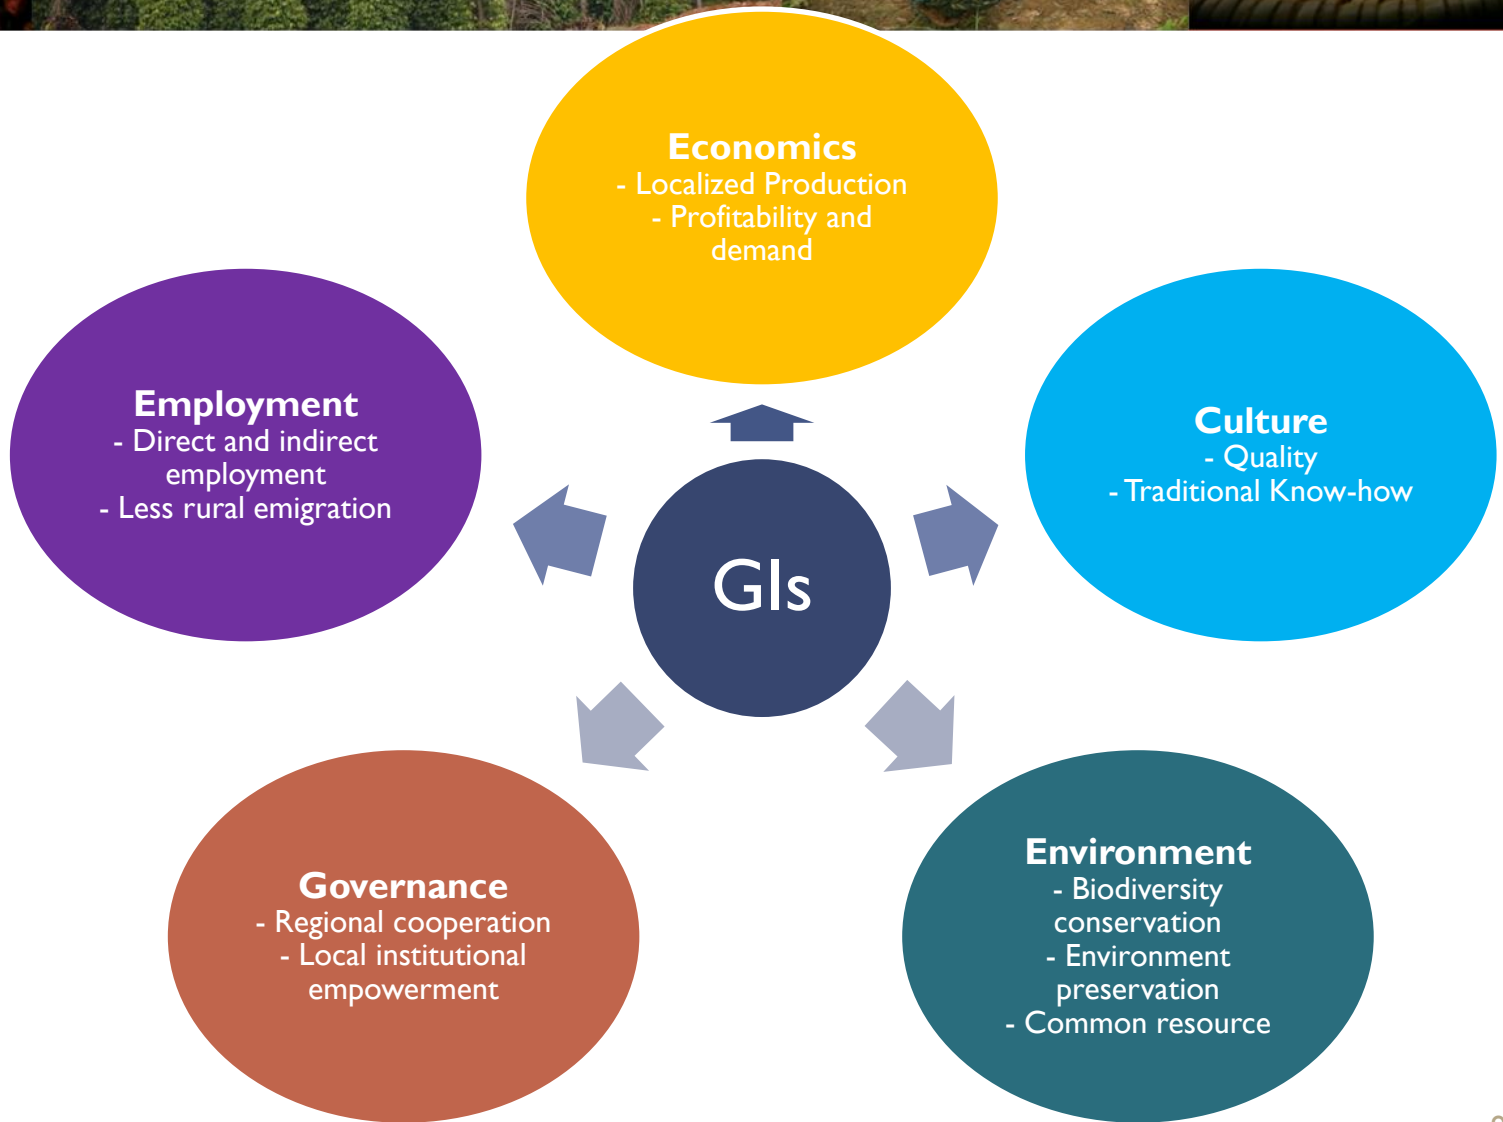 Economics
- Localized Production
- Profitability and
demand
Employment
- Direct and indirect
employment
- Less rural emigration
Culture
- Quality
- Traditional Know-how
GIs
Governance
- Regional cooperation
- Local institutional
empowerment
Environment
- Biodiversity
conservation
- Environment
preservation
- Common resource